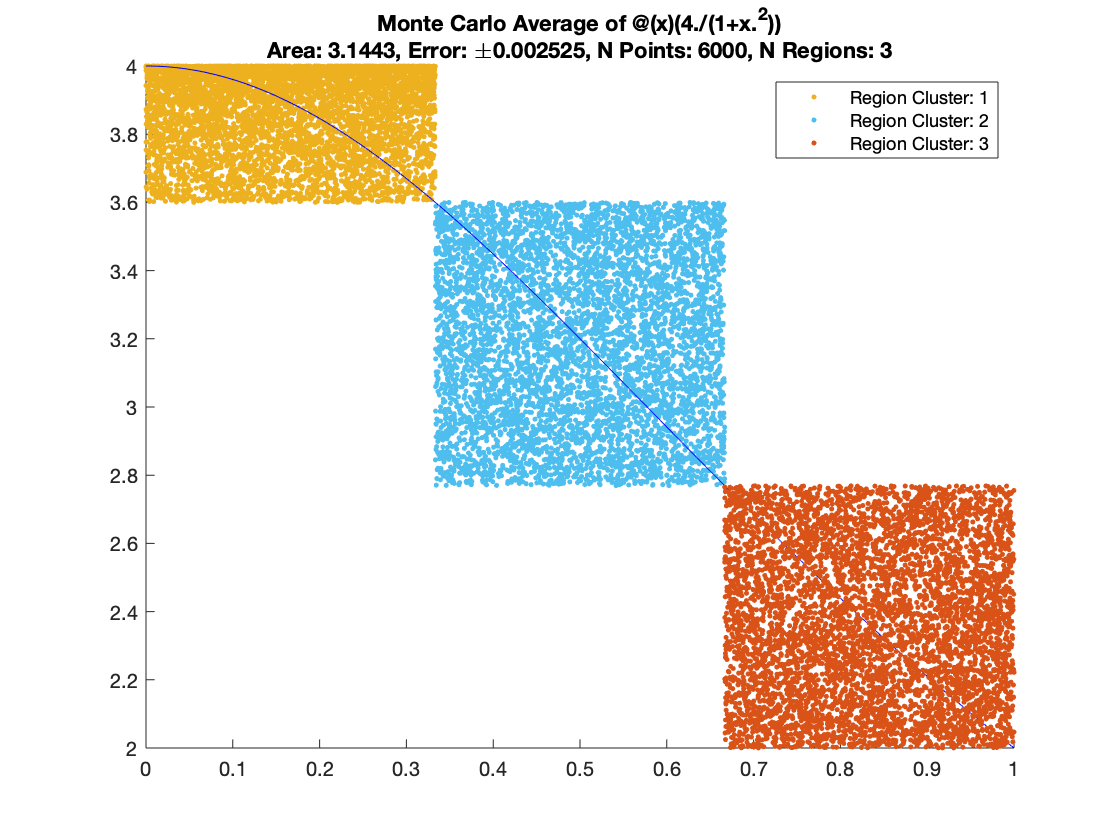 Monte Carlo Average of @(x)(4./(1+x.^2))
Area: 3.1443, Error: ±0.002525, N Points: 6000, N Regions: 3
Region Cluster: 1
Region Cluster: 2
Region Cluster: 3
4
3.8
3.6
3.4
3.2
3
2.8
2.6
2.4
2.2
2
0 0.1 0.2 0.3 0.4 0.5 0.6 0.7 0.8 0.9 1